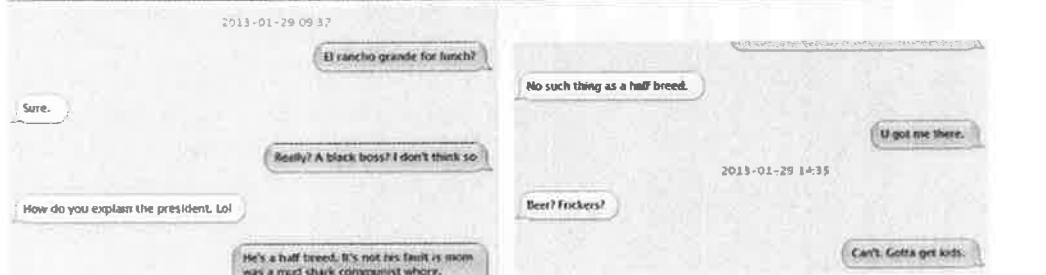 2013-01-29 09:37
El rancho grande for lunch?
Sure.
Really? A black boss? I don't think so
How do you explain the president. Lol
He's a half breed. It's not his fault is mom
was a mud shark communist whore.
No such thing as a half breed.
U got me there.
2013-01-29 14:35
Beer? Frickers?
Can't. Gotta get kids.